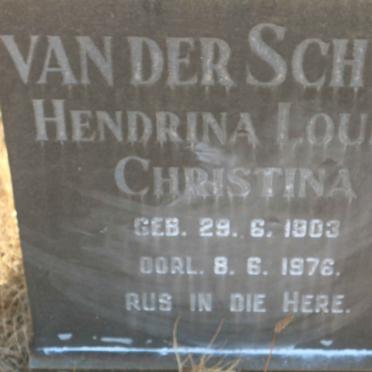 VAN DER SCH
HENDRINA LOU
CHRISTINA
GEB. 29. 6. 1903
OORL. 8. 6. 1976.
RUS IN DIE HERE.